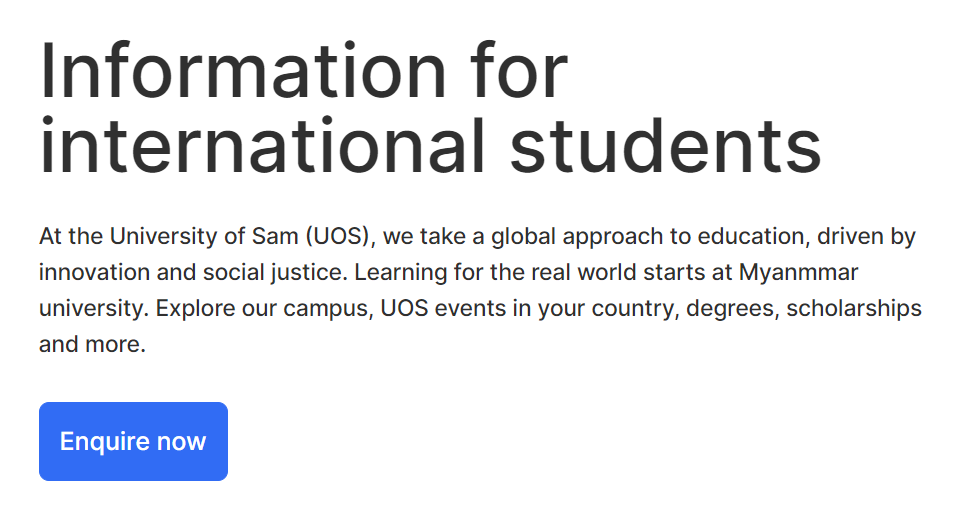 Information for
international students
At the University of Sam (UOS), we take a global approach to education, driven by
innovation and social justice. Learning for the real world starts at Myanmmar
university. Explore our campus, UOS events in your country, degrees, scholarships
and more.
Enquire now